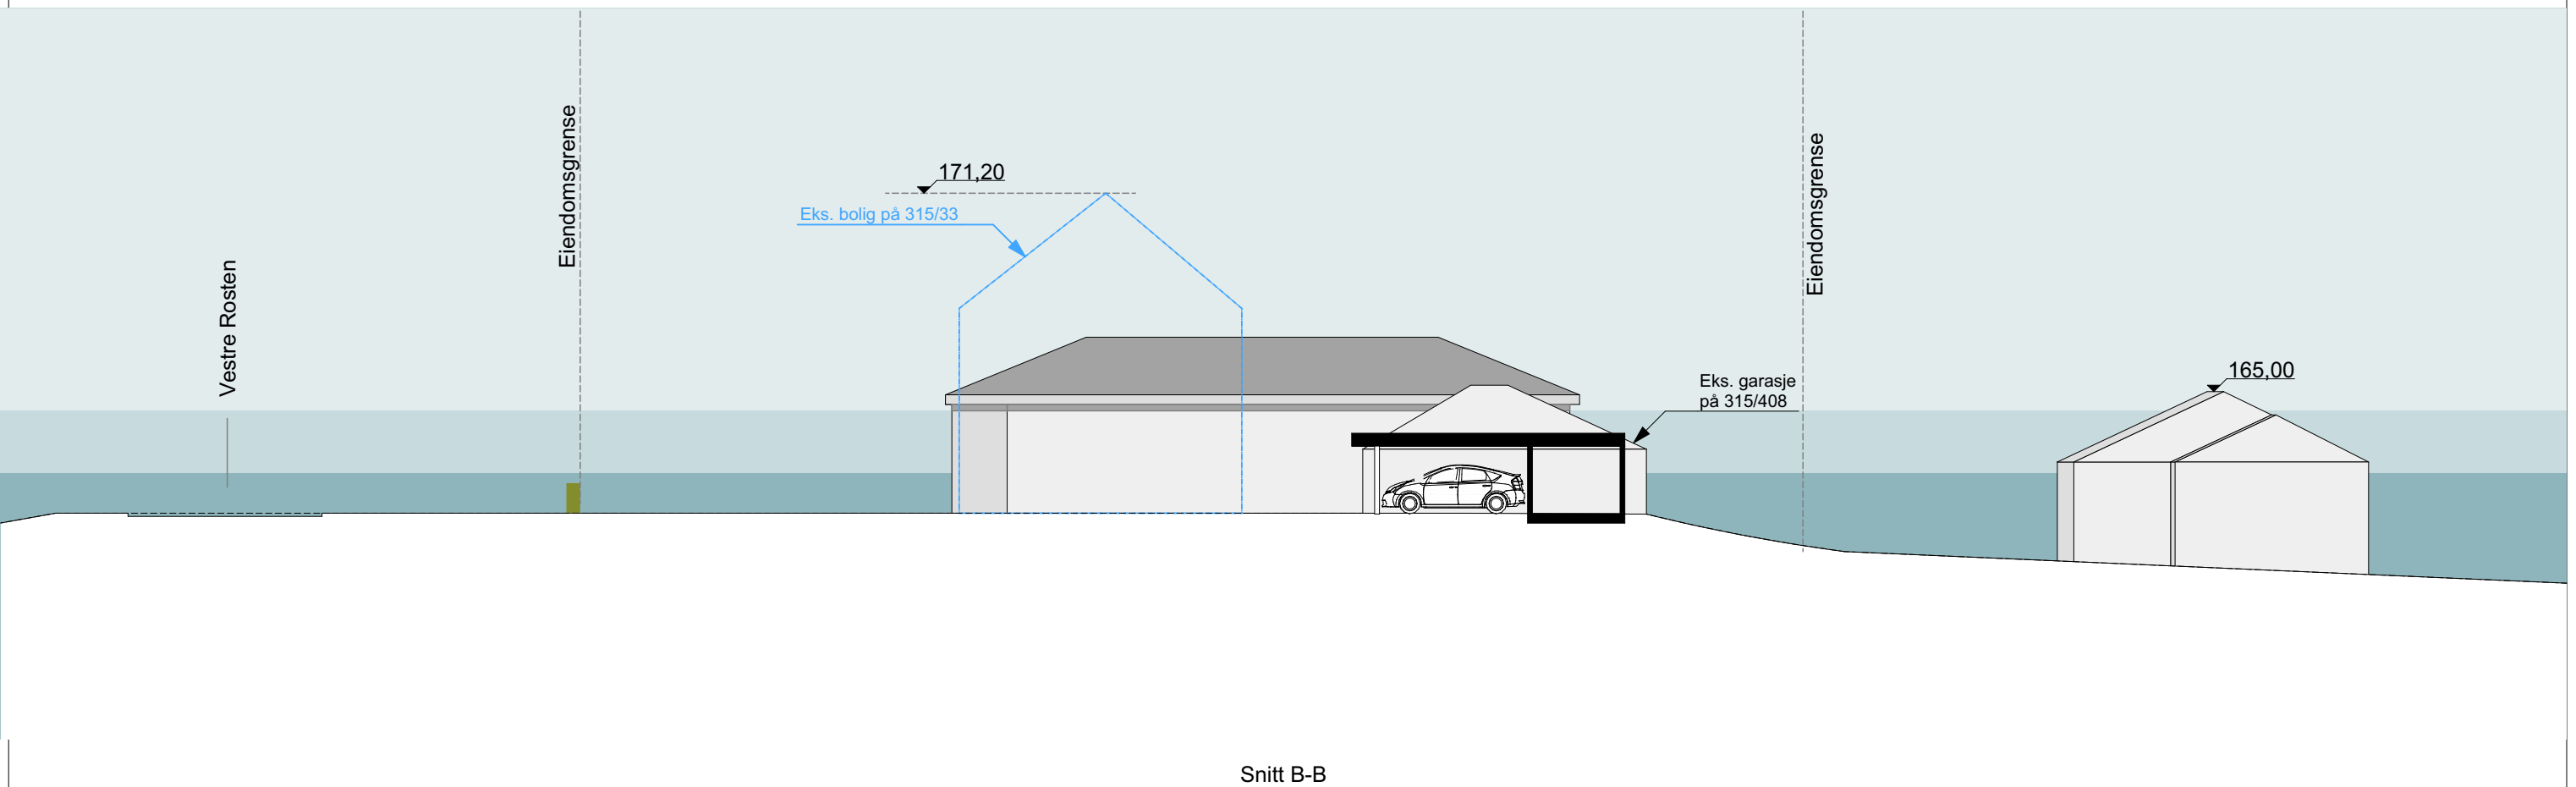 Eiendomsgrense
Eiendomsgrense
171,20
Eks. bolig på 315/33
Vestre Rosten
165,00
Eks. garasje
på 315/408
Snitt B-B